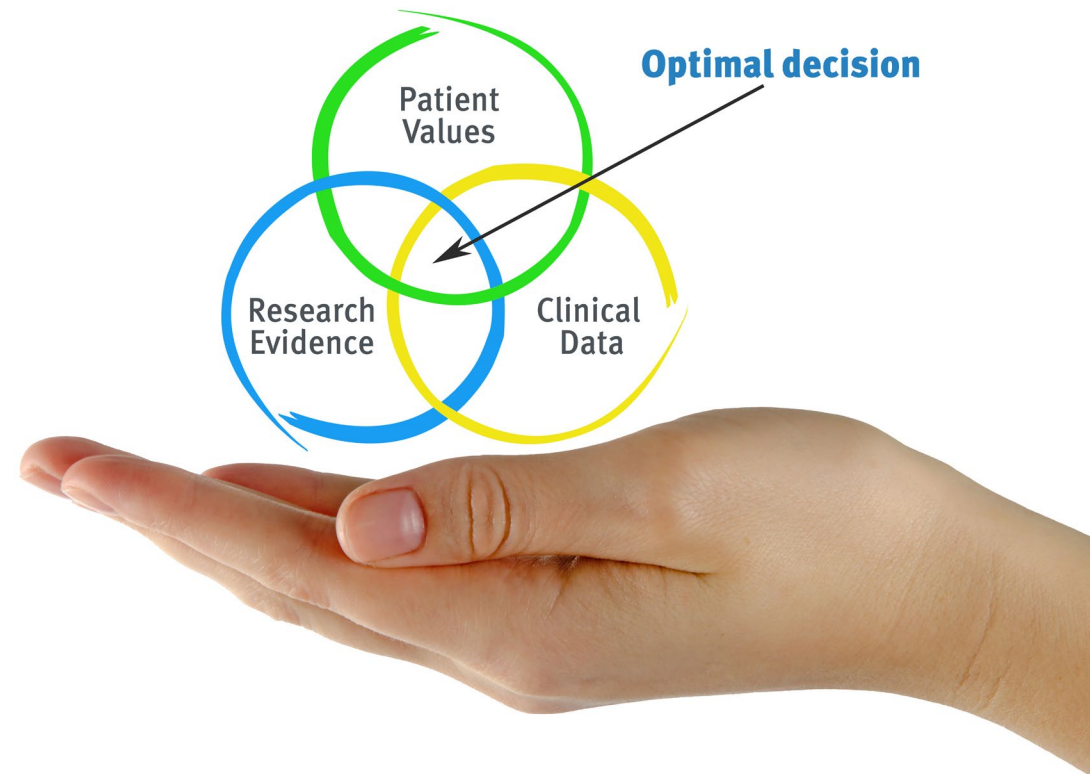 Optimal decision
Patient
Values
Research
Evidence
Clinical
Data